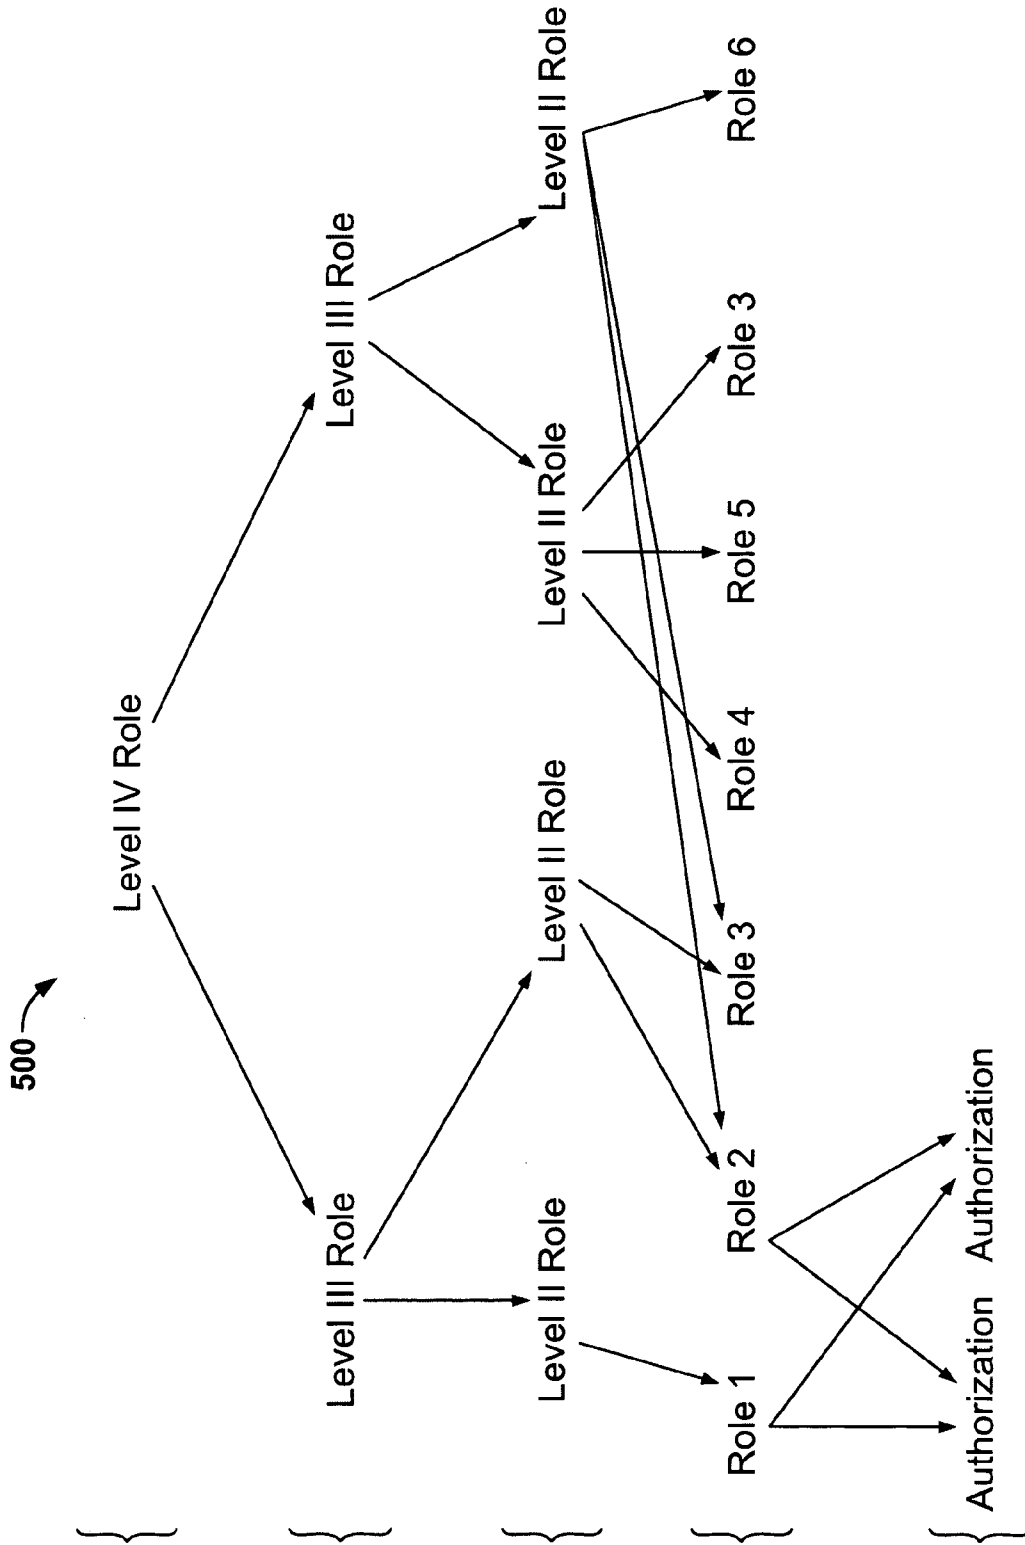 500
Level IV Role
Level III Role
Level III Role
Level II Role
Level II Role
Level II Role
Level II Role
Role 1
Role 2
Role 3
Role 4
Role 5
Role 3
Role 6
Authorization
Authorization